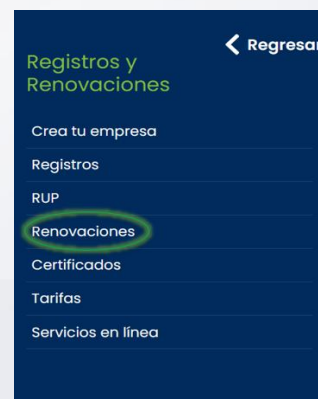 Regresar
Registros y
Renovaciones
Crea tu empresa
Registros
RUP
Renovaciones
Certificados
Tarifas
Servicios en línea